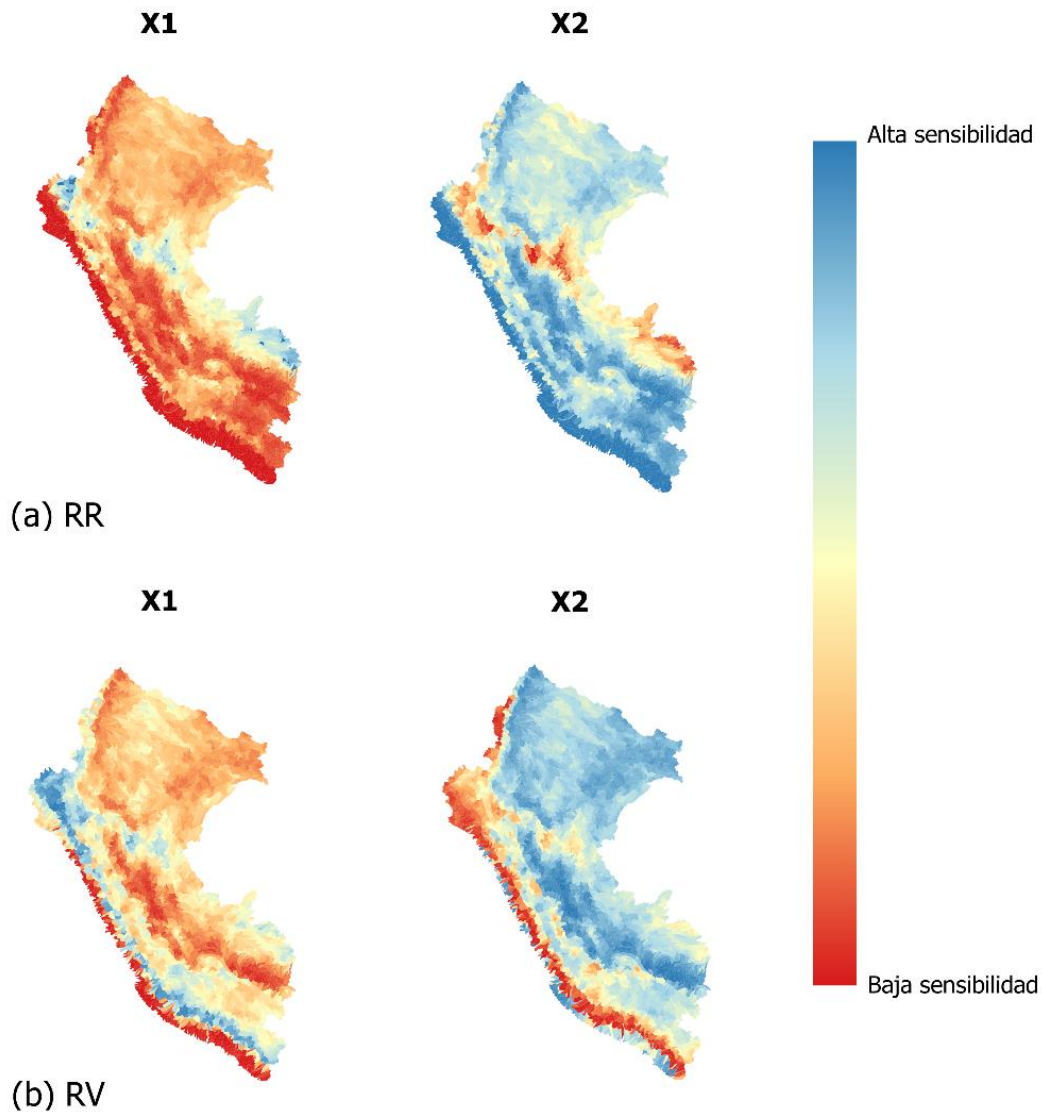 X1
X2
Alta sensibilidad
(a) RR
X1
X2
Baja sensibilidad
(b) RV